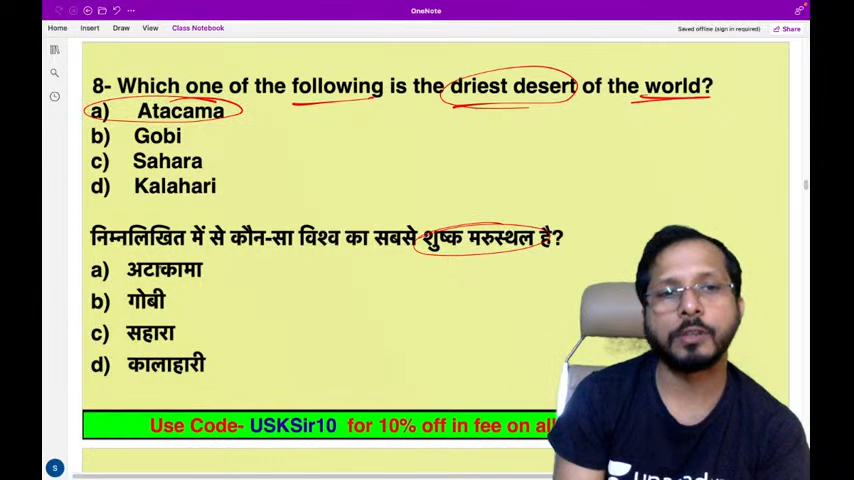 OneNote
Home Insert Draw View Class Notebook
Saved offline (sign in required) Share
8- Which one of the following is the driest desert of the world?
a) Atacama
b) Gobi
c) Sahara
d) Kalahari
निम्नलिखित में से कौन-सा विश्व का सबसे शुष्क मरुस्थल है?
a) अटाकामा
b) गोबी
c) सहारा
d) कालाहारी
Use Code- USKSir10 for 10% off in fee on all
S